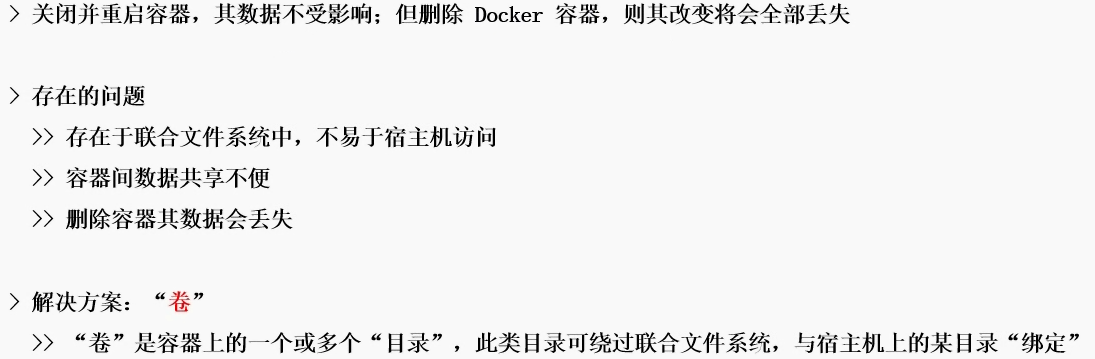 > 关闭并重启容器，其数据不受影响；但删除 Docker 容器，则其改变将会全部丢失
> 存在的问题
>> 存在于联合文件系统中，不易于宿主机访问
>> 容器间数据共享不便
>> 删除容器其数据会丢失
> 解决方案：“卷”
>> “卷”是容器上的一个或多个“目录”，此类目录可绕过联合文件系统，与宿主机上的某目录“绑定”